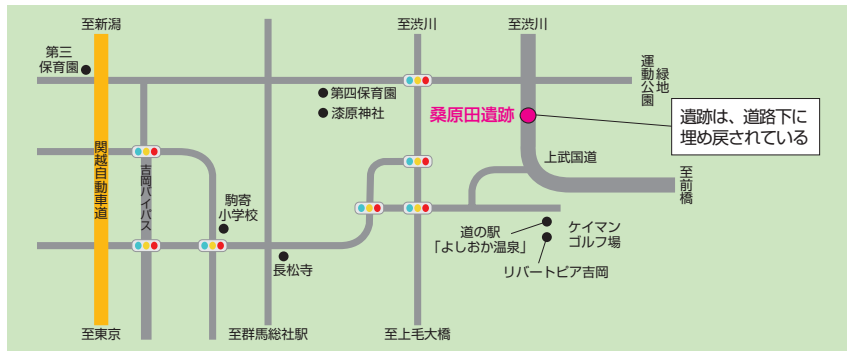 至新潟
至渋川
至渋川
第三
保育園
第四保育園
漆原神社
桑原田遺跡
緑地
運動公園
遺跡は、道路下に
埋め戻されている
関越自動車道
吉岡バイパス
上武国道
至前橋
駒寄
小学校
長松寺
道の駅
「よしおか温泉」
ケイマン
ゴルフ場
リバートピア吉岡
至東京
至群馬総社駅
至上毛大橋